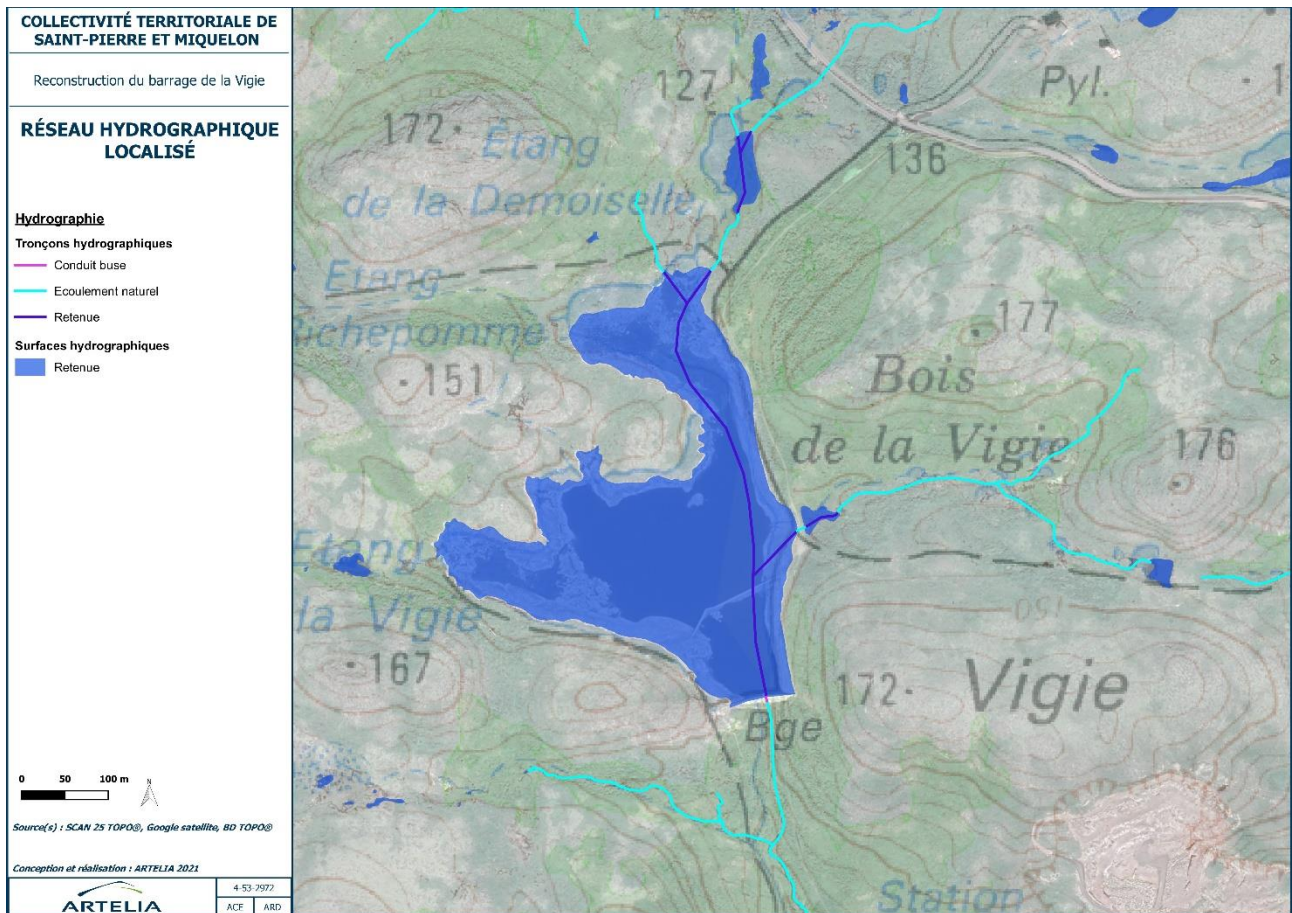 COLLECTIVITÉ TERRITORIALE DE
SAINT-PIERRE ET MIQUELON
Reconstruction du barrage de la Vigie
RÉSEAU HYDROGRAPHIQUE
LOCALISÉ
Hydrographie
Tronçons hydrographiques
Conduit buse
Ecoulement naturel
Retenue
Surfaces hydrographiques
Retenue
0 50 100 m
N
Source(s) : SCAN 25 TOPO®, Google satellite, BD TOPO®
Conception et réalisation : ARTELIA 2021
ARTELIA
4-53-2972
ACF ARD
127
Pyl.
172
Etang
de la Demoiselle
136
Etang
Richepomme
177
151
Bois
de la Vigie
176
Etang
la Vigie
150
167
172
Vigie
Bge
Station